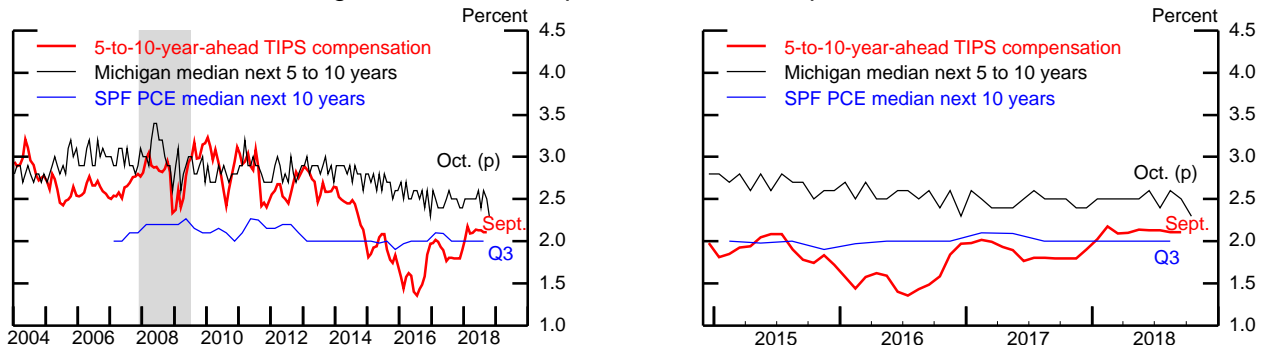 Percent
4.5
4.0
3.5
3.0
2.5
2.0
1.5
1.0
5-to-10-year-ahead TIPS compensation
Michigan median next 5 to 10 years
SPF PCE median next 10 years
Oct. (p)
Sept.
Q3
2004 2006 2008 2010 2012 2014 2016 2018
Percent
4.5
4.0
3.5
3.0
2.5
2.0
1.5
1.0
5-to-10-year-ahead TIPS compensation
Michigan median next 5 to 10 years
SPF PCE median next 10 years
Oct. (p)
Sept.
Q3
2015 2016 2017 2018